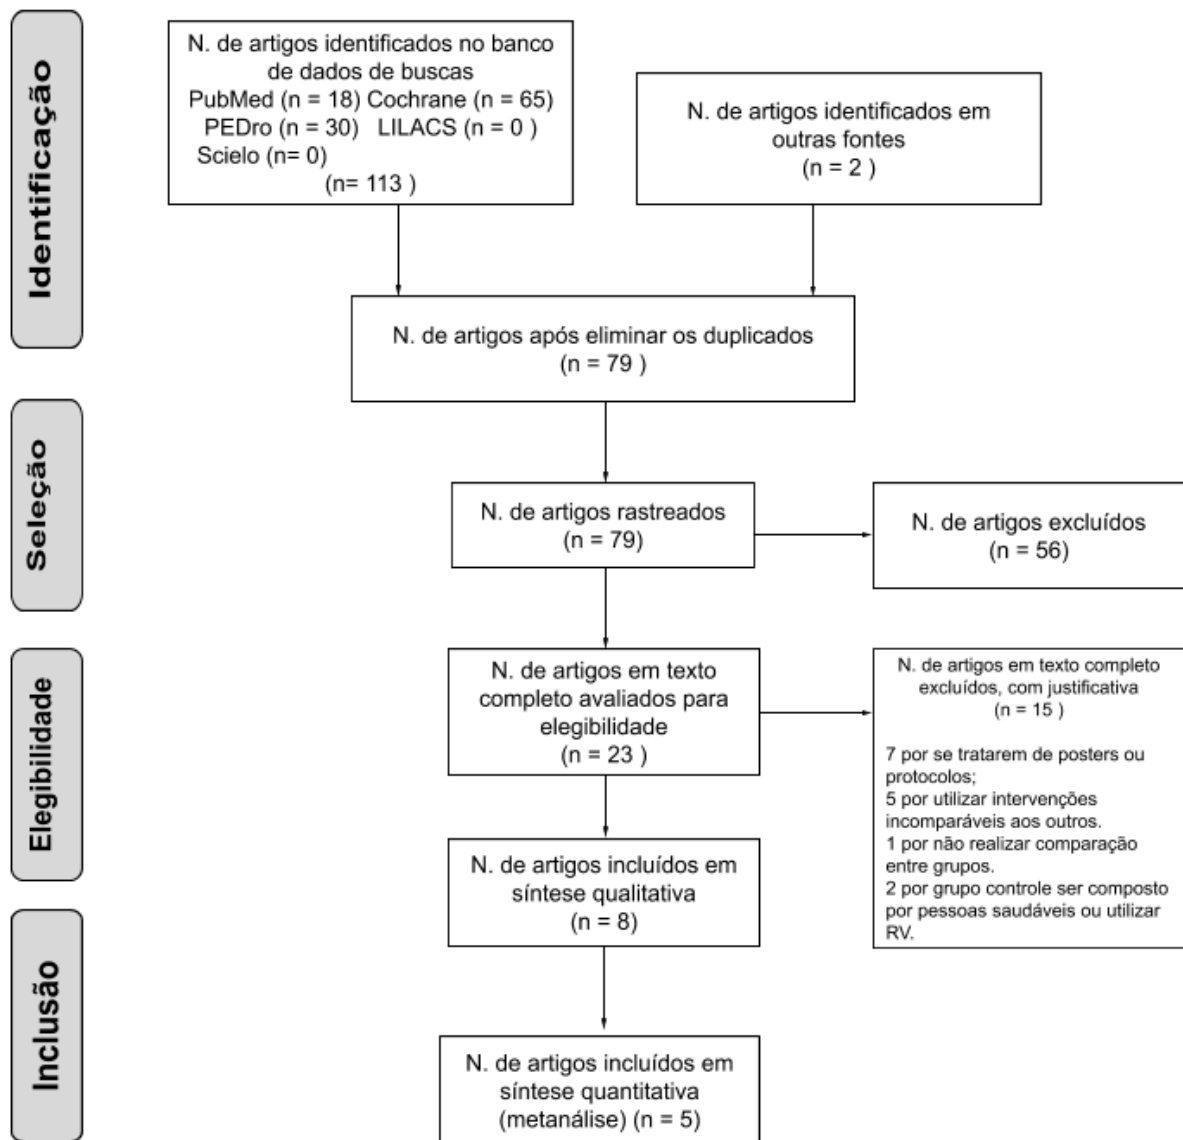 Identificação
N. de artigos identificados no banco
de dados de buscas
PubMed (n = 18) Cochrane (n = 65)
PEDro (n = 30) LILACS (n = 0 )
Scielo (n= 0)
(n= 113 )
N. de artigos identificados em
outras fontes
(n = 2 )
N. de artigos após eliminar os duplicados
(n = 79 )
Seleção
N. de artigos rastreados
(n = 79)
N. de artigos excluídos
(n = 56)
Elegibilidade
N. de artigos em texto
completo avaliados para
elegibilidade
(n = 23 )
N. de artigos em texto completo
excluídos, com justificativa
(n = 15 )
7 por se tratarem de posters ou
protocolos;
5 por utilizar intervenções
incomparáveis aos outros.
1 por não realizar comparação
entre grupos.
2 por grupo controle ser composto
por pessoas saudáveis ou utilizar
RV.
N. de artigos incluídos em
síntese qualitativa
(n = 8)
Inclusão
N. de artigos incluídos em
síntese quantitativa
(metanálise) (n = 5)